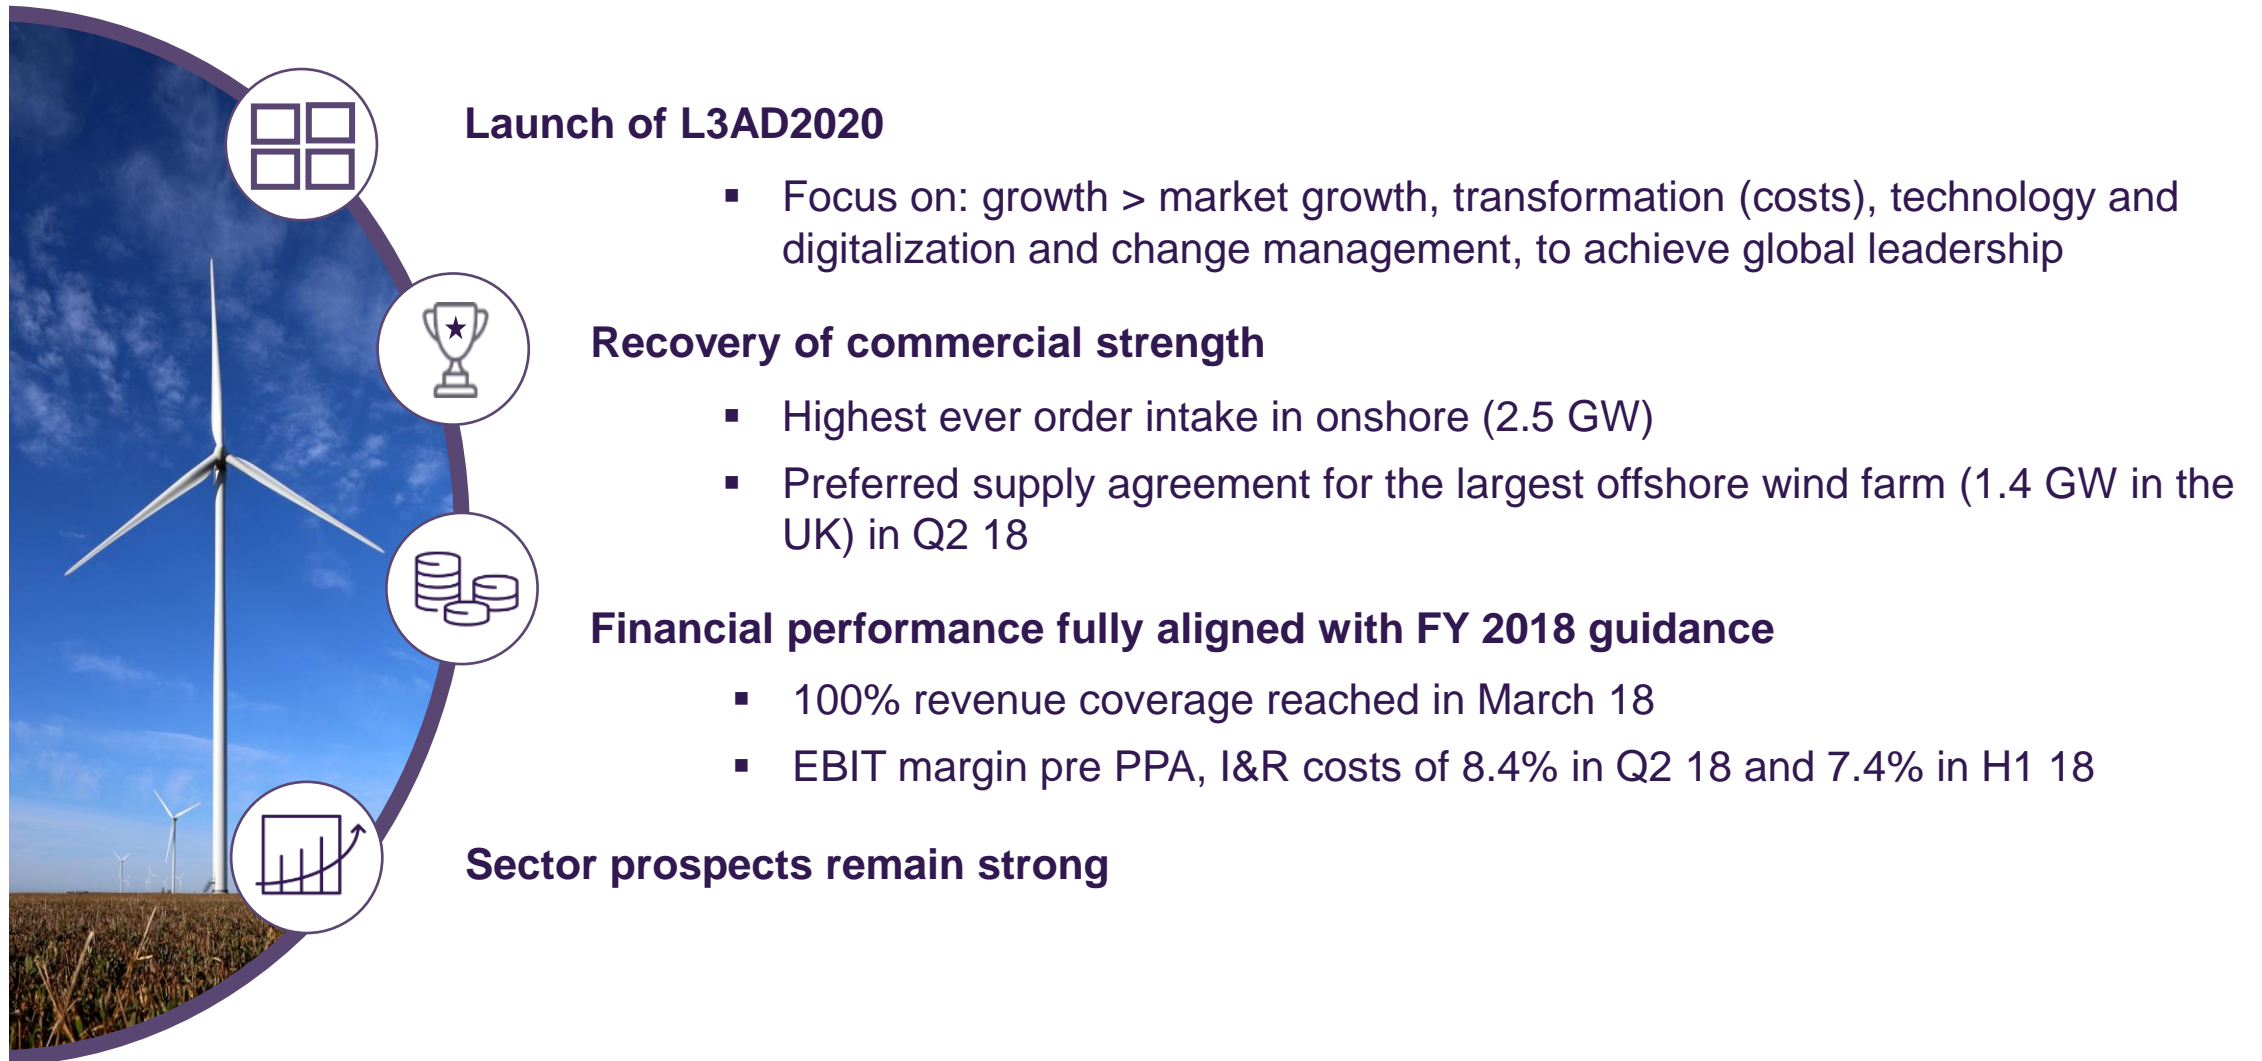 Launch of L3AD2020
▪ Focus on: growth > market growth, transformation (costs), technology and
digitalization and change management, to achieve global leadership
Recovery of commercial strength
▪ Highest ever order intake in onshore (2.5 GW)
▪ Preferred supply agreement for the largest offshore wind farm (1.4 GW in the
UK) in Q2 18
Financial performance fully aligned with FY 2018 guidance
▪ 100% revenue coverage reached in March 18
▪ EBIT margin pre PPA, I&R costs of 8.4% in Q2 18 and 7.4% in H1 18
Sector prospects remain strong